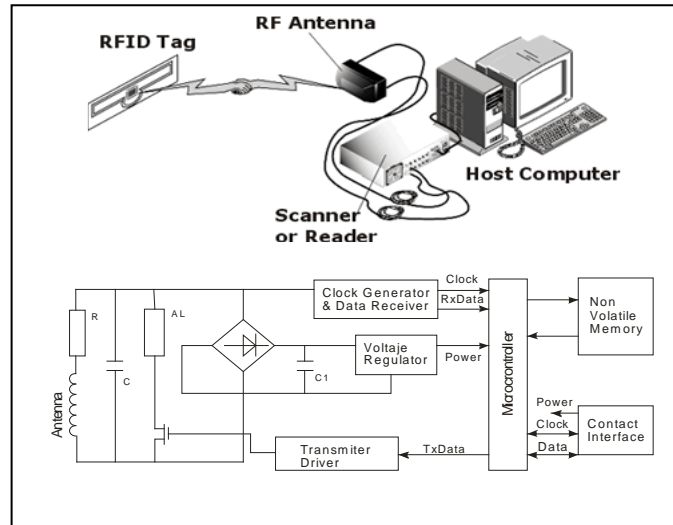 RF Antenna
RFID Tag
Host Computer
Scanner
or Reader
Clock Generator
& Data Receiver
Clock
RxData
Non
Volatile
Memory
R
AL
C
C1
Voltaje
Regulator
Power
Microcrontroller
Antenna
Power
Clock
Data
Contact
Interface
Transmiter
Driver
TxData